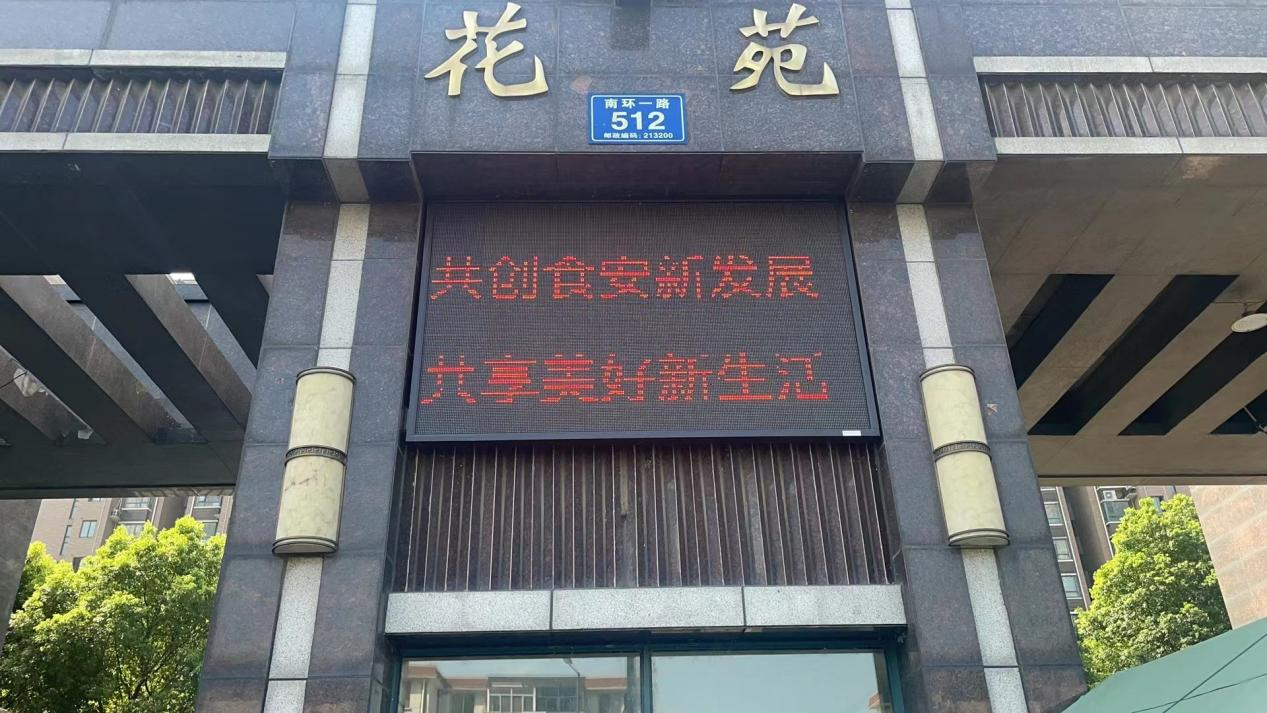 花苑
南环一路
512
邮政编码:213200
共创食安新发展
共享美好新生活